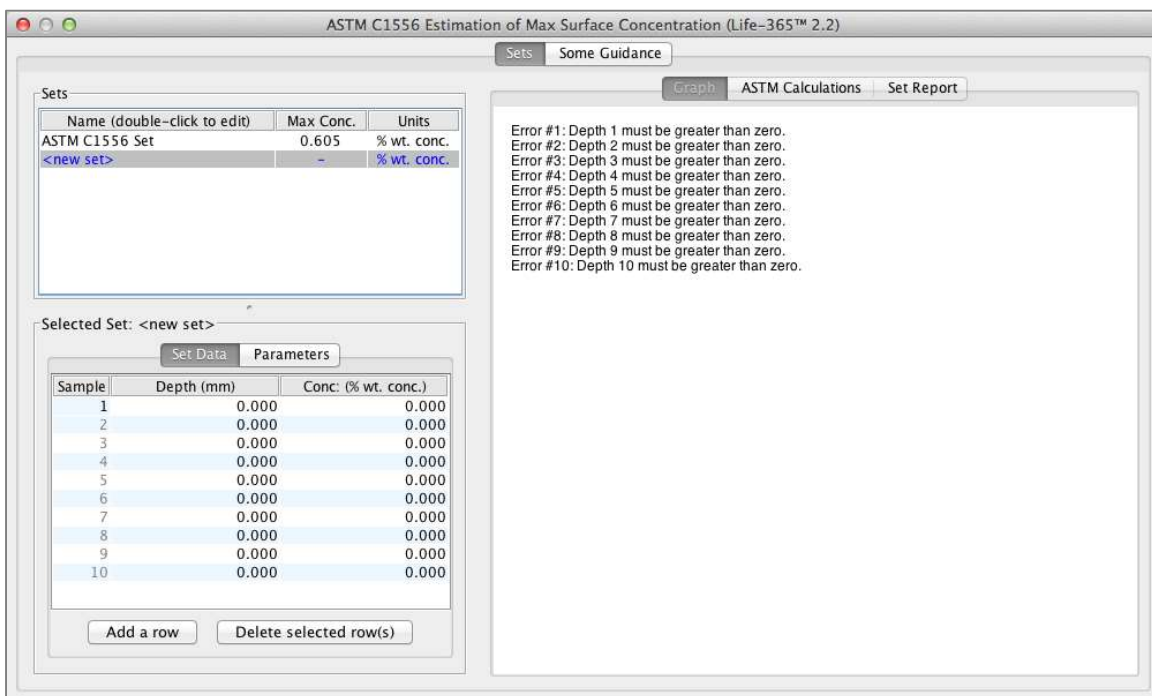 ASTM C1556 Estimation of Max Surface Concentration (Life-365™ 2.2)
Sets Some Guidance
Sets
Name (double-click to edit) Max Conc. Units
ASTM C1556 Set 0.605 % wt. conc.
<new set> – % wt. conc.
Selected Set: <new set>
Set Data Parameters
Sample Depth (mm) Conc: (% wt. conc.)
1 0.000 0.000
2 0.000 0.000
3 0.000 0.000
4 0.000 0.000
5 0.000 0.000
6 0.000 0.000
7 0.000 0.000
8 0.000 0.000
9 0.000 0.000
10 0.000 0.000
Add a row Delete selected row(s)
Graph ASTM Calculations Set Report
Error #1: Depth 1 must be greater than zero.
Error #2: Depth 2 must be greater than zero.
Error #3: Depth 3 must be greater than zero.
Error #4: Depth 4 must be greater than zero.
Error #5: Depth 5 must be greater than zero.
Error #6: Depth 6 must be greater than zero.
Error #7: Depth 7 must be greater than zero.
Error #8: Depth 8 must be greater than zero.
Error #9: Depth 9 must be greater than zero.
Error #10: Depth 10 must be greater than zero.